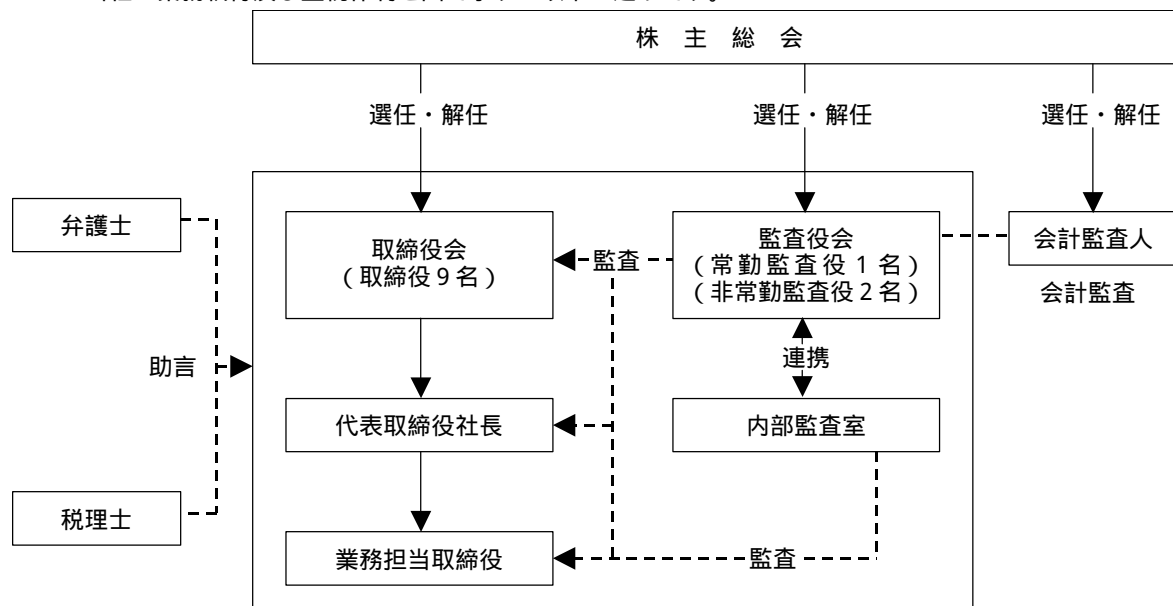 株主総会
選任・解任
選任・解任
選任・解任
弁護士
取締役会
（取締役９名）
監査
監査役会
（常勤監査役１名）
（非常勤監査役２名）
会計監査人
会計監査
助言
連携
代表取締役社長
内部監査室
税理士
業務担当取締役
監査